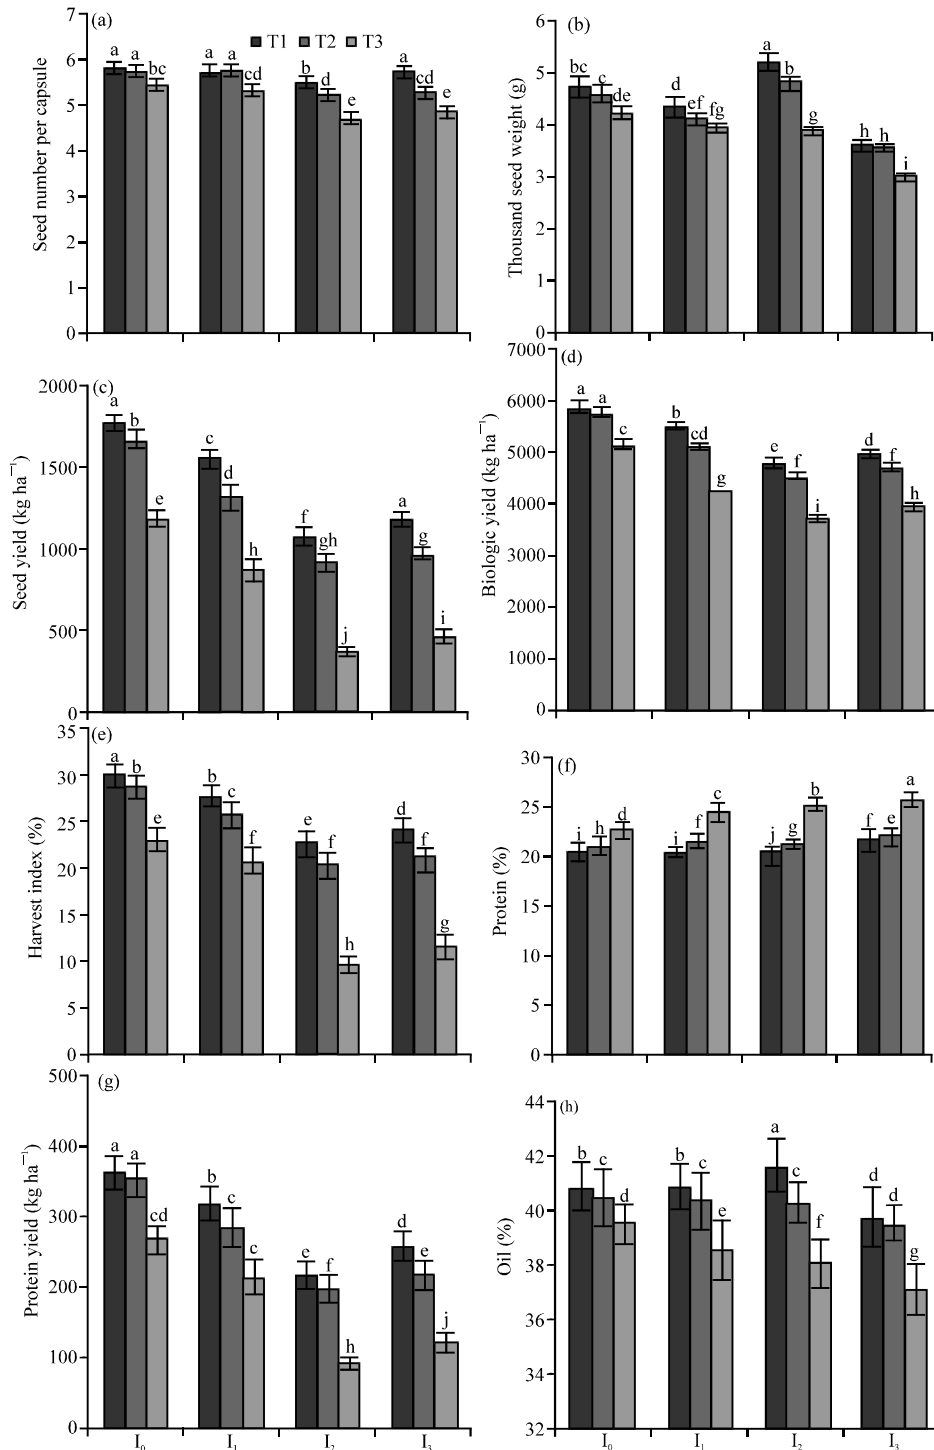 (a)
T1 T2 T3
Seed number per capsule
7
6
5
4
3
2
1
0
a a bc a a cd b d e a cd e
(b)
Thousand seed weight (g)
6
5
4
3
2
1
0
bc c de d ef fg a b g h h i
(c)
Seed yield (kg ha⁻¹)
2000
1500
1000
500
0
a b e c d h f gh j a g i
(d)
Biologic yield (kg ha⁻¹)
7000
6000
5000
4000
3000
2000
1000
0
a a c b cd g e f i d f h
(e)
Harvest index (%)
35
30
25
20
15
10
5
0
a b e b c f d f h d f g
(f)
Protein (%)
30
25
20
15
10
5
0
i h d i f c j g b f e a
(g)
Protein yield (kg ha⁻¹)
500
400
300
200
100
0
a a cd b c c e f h d e j
I₀ I₁ I₂ I₃
(h)
Oil (%)
44
42
40
38
36
34
32
b c d b c e a c f d d g
I₀ I₁ I₂ I₃